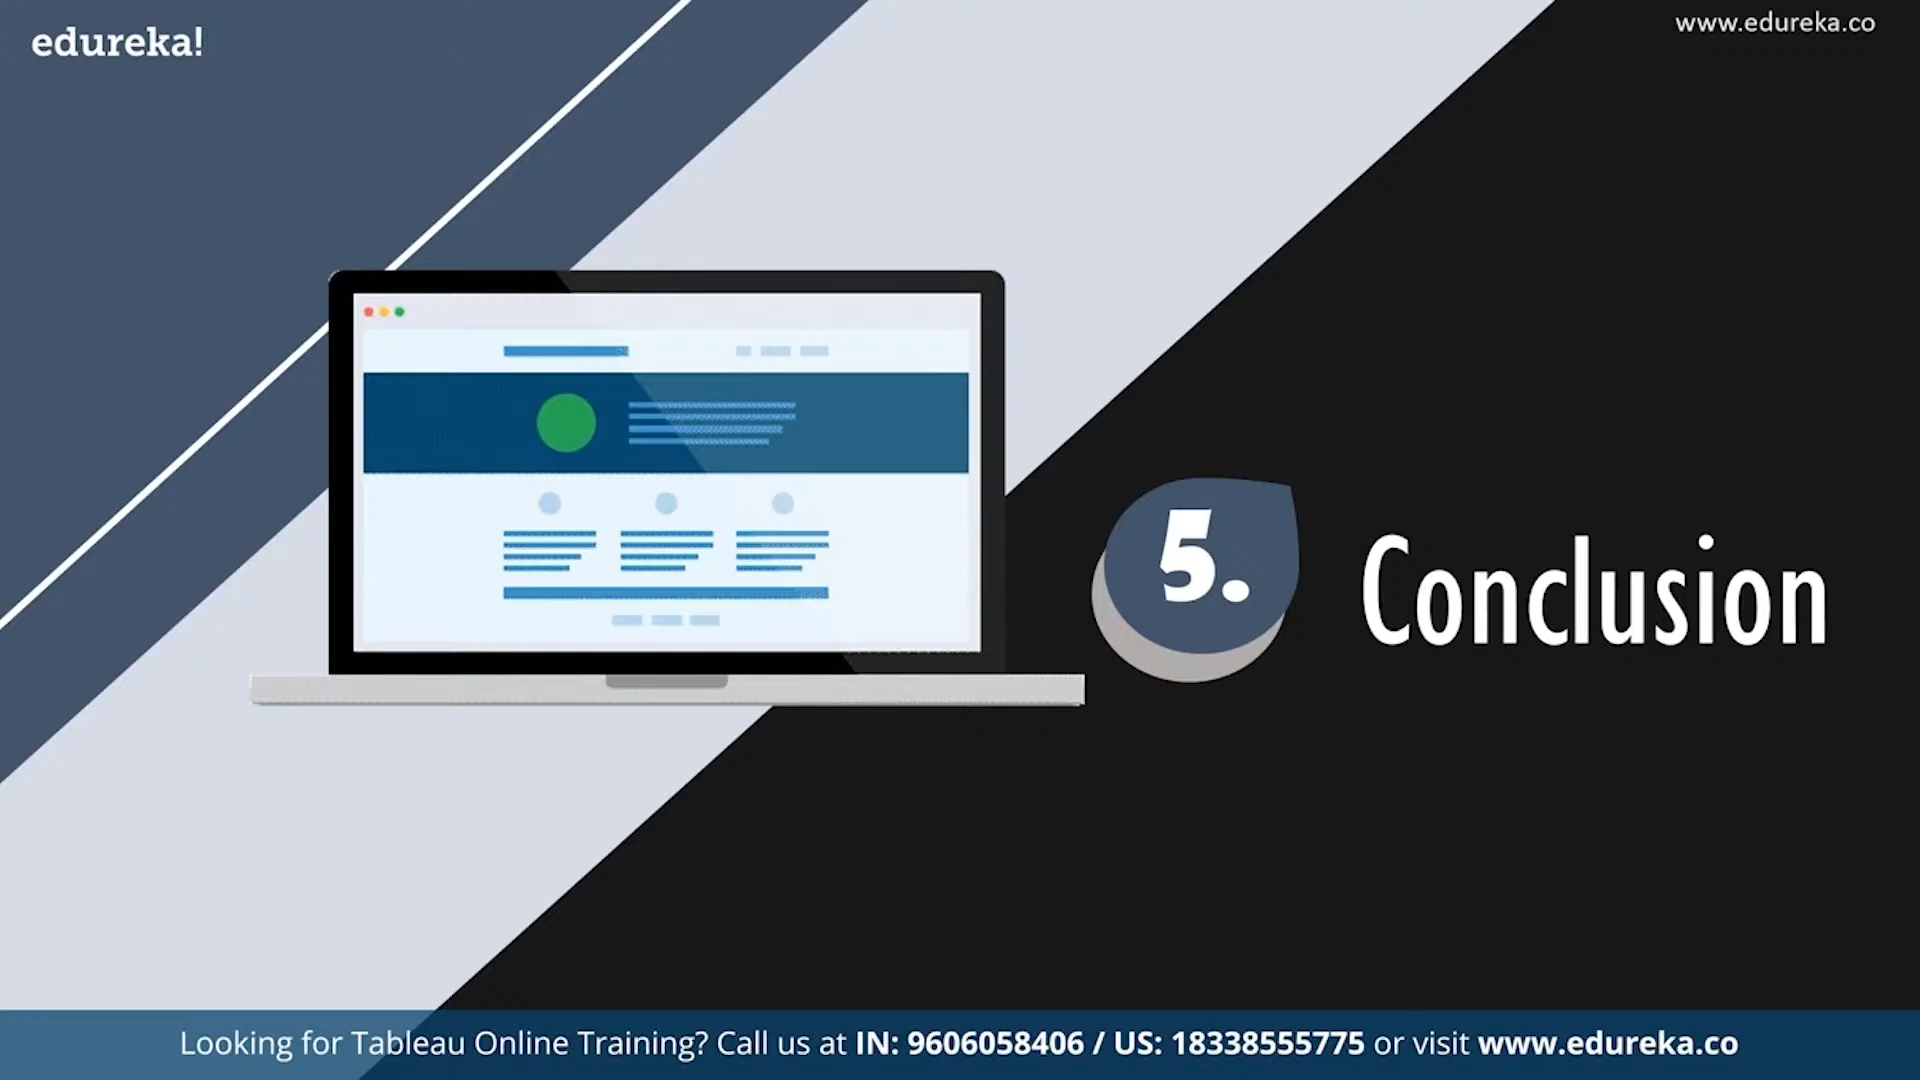 edureka!
www.edureka.co
5.
Conclusion
Looking for Tableau Online Training? Call us at IN: 9606058406 / US: 18338555775 or visit www.edureka.co